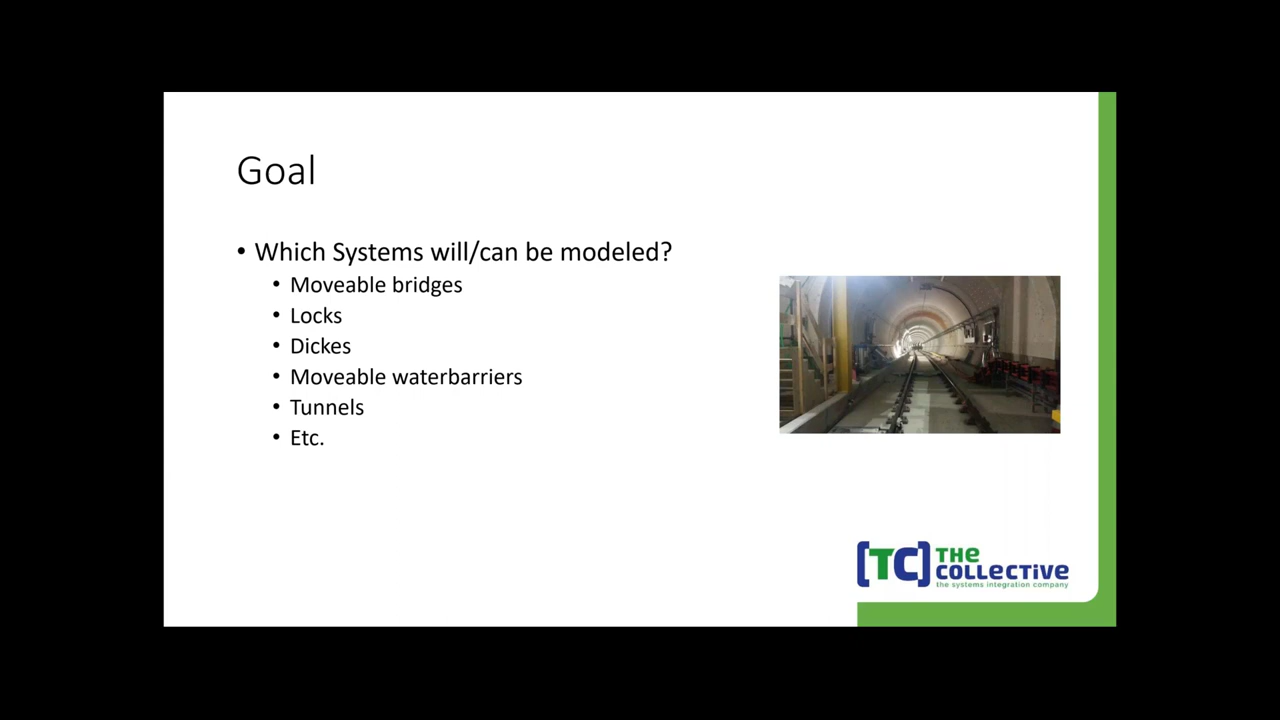 Goal
• Which Systems will/can be modeled?
• Moveable bridges
• Locks
• Dickes
• Moveable waterbarriers
• Tunnels
• Etc.
[TC] THE
COLLECTIVE
the systems integration company